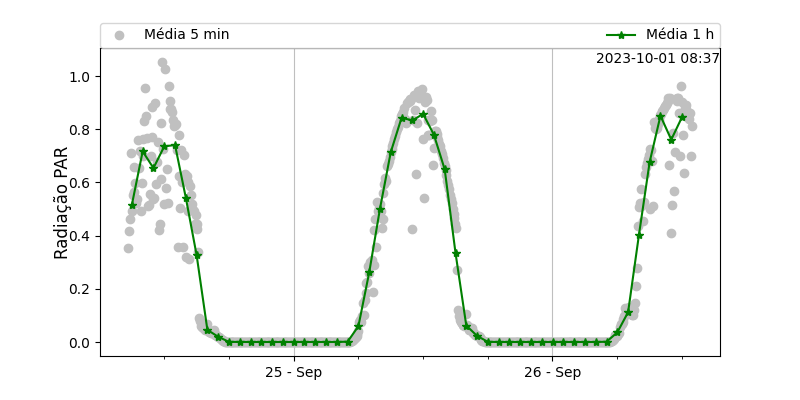 Média 5 min
Média 1 h
2023-10-01 08:37
Radiação PAR
1.0
0.8
0.6
0.4
0.2
0.0
25 - Sep
26 - Sep